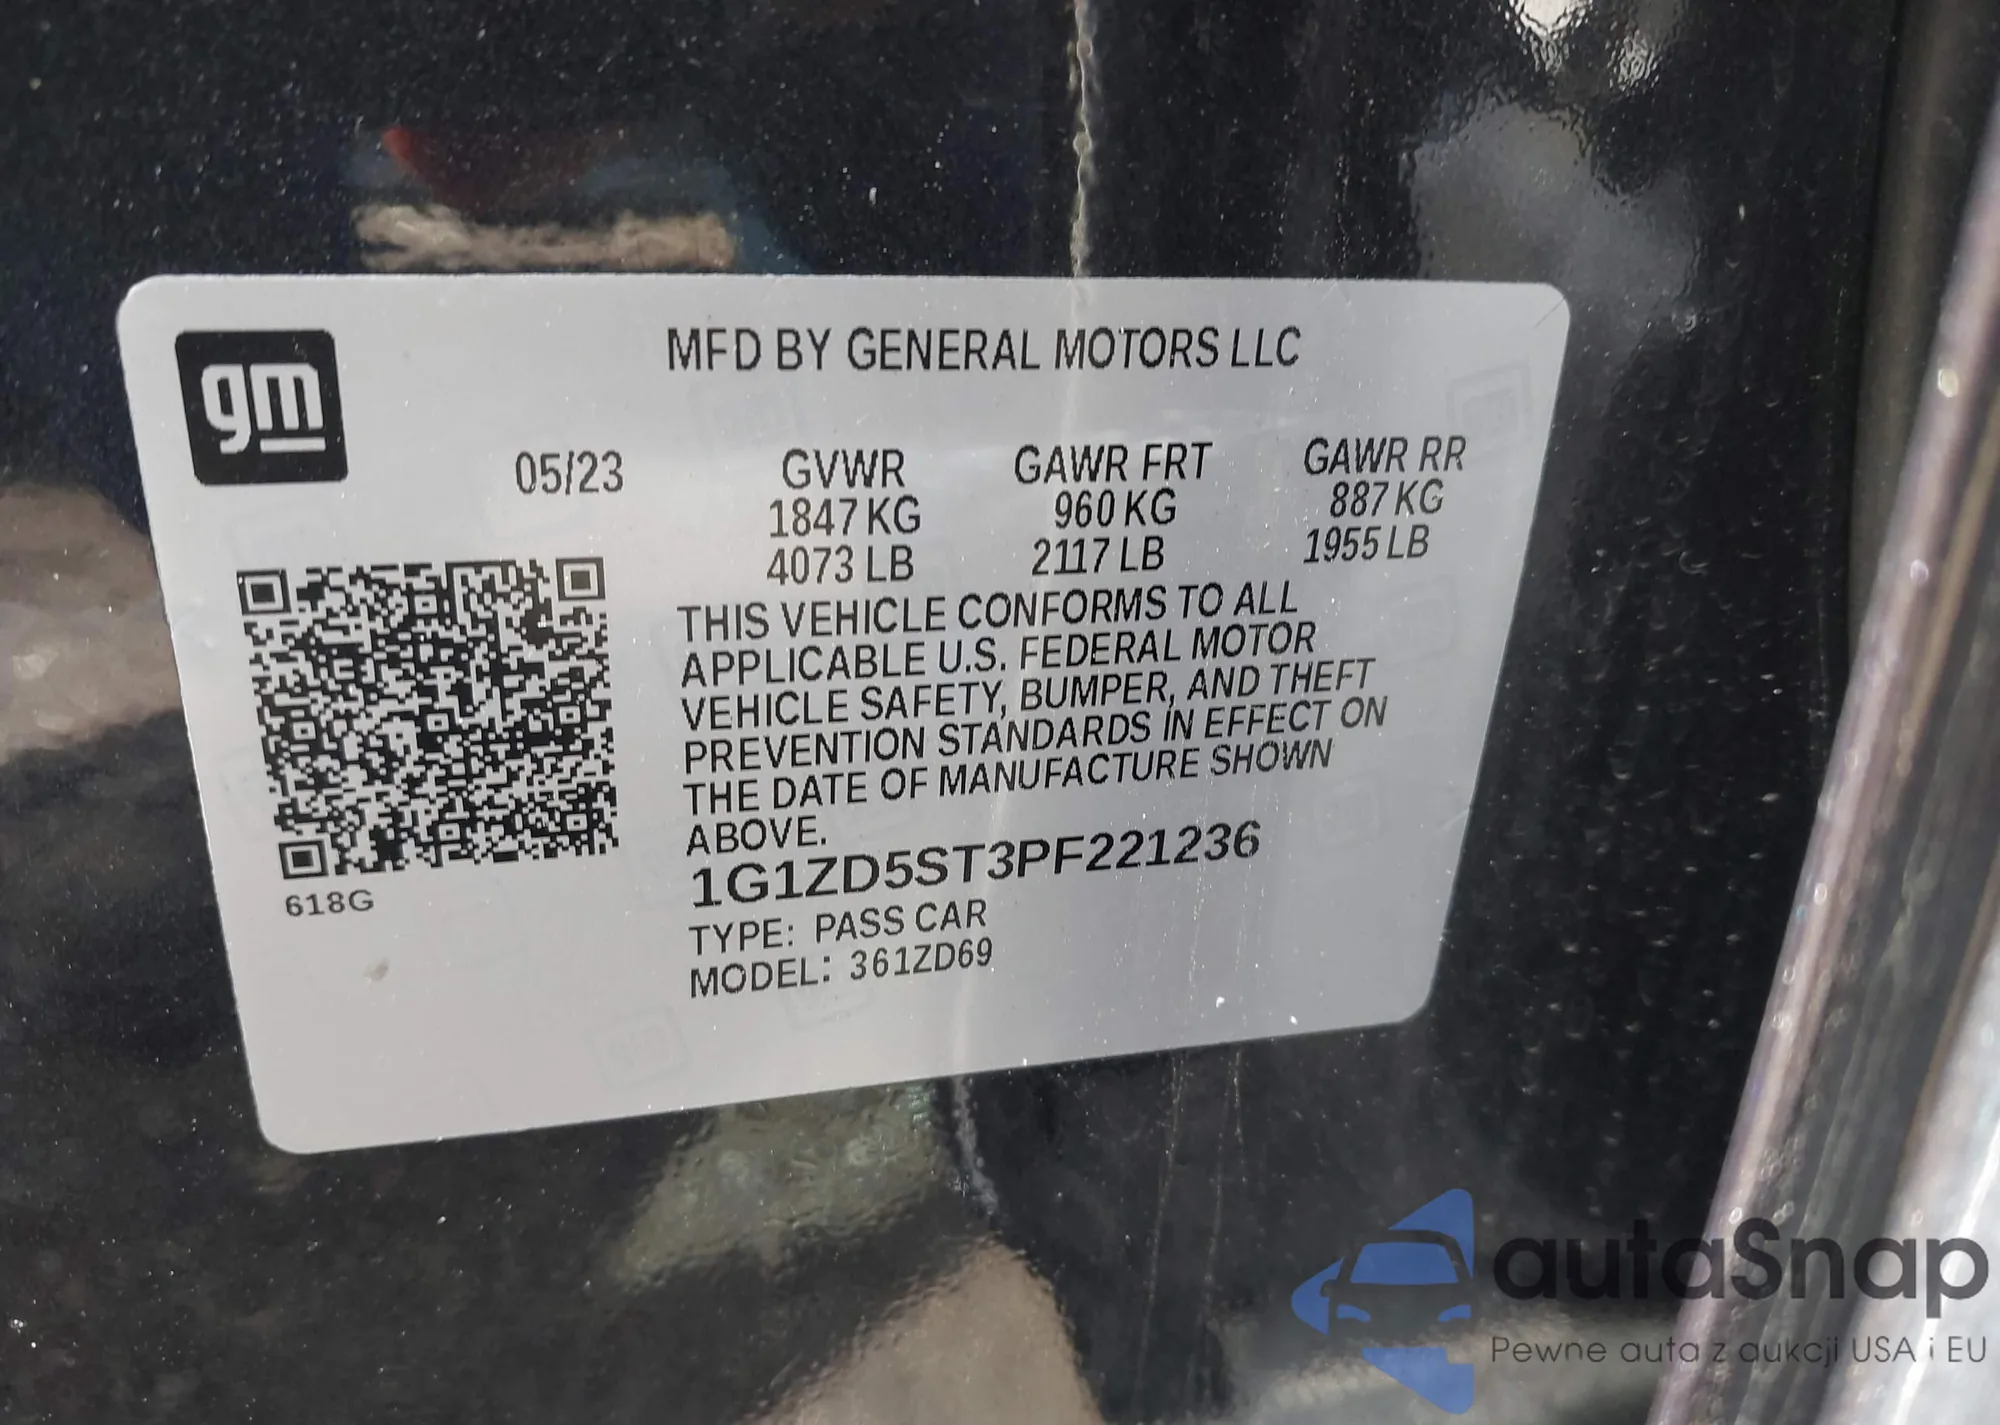 gm
MFD BY GENERAL MOTORS LLC
05/23
GVWR
1847 KG
4073 LB
GAWR FRT
960 KG
2117 LB
GAWR RR
887 KG
1955 LB
THIS VEHICLE CONFORMS TO ALL
APPLICABLE U.S. FEDERAL MOTOR
VEHICLE SAFETY, BUMPER, AND THEFT
PREVENTION STANDARDS IN EFFECT ON
THE DATE OF MANUFACTURE SHOWN
ABOVE.
1G1ZD5ST3PF221236
TYPE: PASS CAR
MODEL: 361ZD69
618G
autaSnap
Pewne auta z aukcji USA i EU